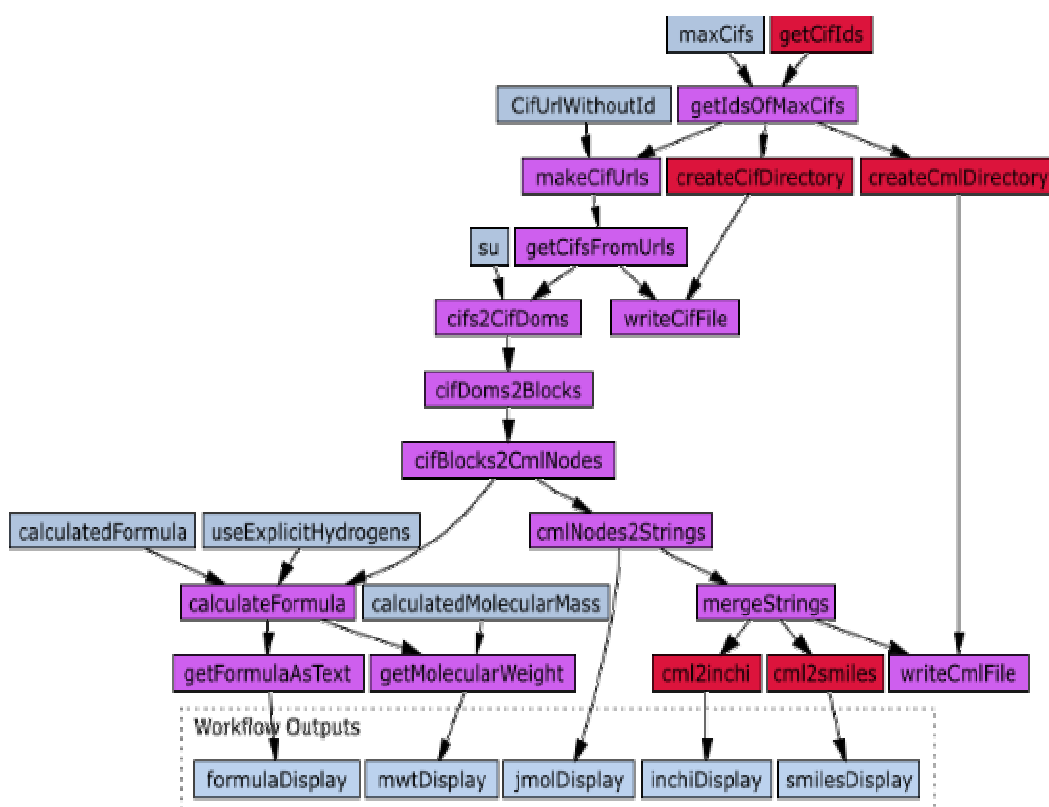 maxCifs getCifIds
CifUrlWithoutId getIdsOfMaxCifs
makeCifUrls createCifDirectory createCmlDirectory
su getCifsFromUrls
cifs2CifDoms writeCifFile
cifDoms2Blocks
cifBlocks2CmlNodes
calculatedFormula useExplicitHydrogens cmlNodes2Strings
calculateFormula calculatedMolecularMass mergeStrings
getFormulaAsText getMolecularWeight cml2inchi cml2smiles writeCmlFile
Workflow Outputs
formulaDisplay mwtDisplay jmolDisplay inchiDisplay smilesDisplay